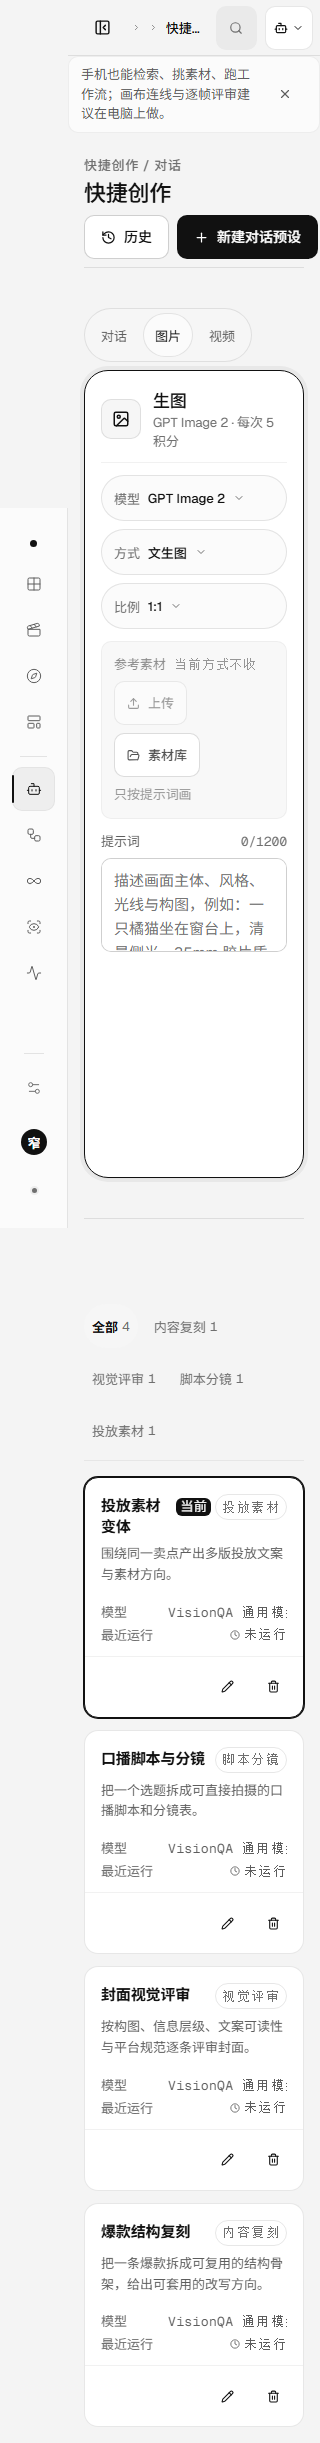 快捷…
手机也能检索、挑素材、跑工
作流；画布连线与逐帧评审建
议在电脑上做。
快捷创作 / 对话
快捷创作
历史
新建对话预设
对话 图片 视频
生图
GPT Image 2 · 每次 5
积分
模型 GPT Image 2
方式 文生图
比例 1:1
参考素材 当前方式不收
上传
素材库
只按提示词画
提示词 0/1200
描述画面主体、风格、
光线与构图，例如：一
只橘猫坐在窗台上，清
晨侧光，35mm 胶片质
窄
全部 4 内容复刻 1
视觉评审 1 脚本分镜 1
投放素材 1
投放素材 当前 投放素材
变体
围绕同一卖点产出多版投放文案
与素材方向。
模型 VisionQA 通用模
最近运行 未运行
口播脚本与分镜 脚本分镜
把一个选题拆成可直接拍摄的口
播脚本和分镜表。
模型 VisionQA 通用模
最近运行 未运行
封面视觉评审 视觉评审
按构图、信息层级、文案可读性
与平台规范逐条评审封面。
模型 VisionQA 通用模
最近运行 未运行
爆款结构复刻 内容复刻
把一条爆款拆成可复用的结构骨
架，给出可套用的改写方向。
模型 VisionQA 通用模
最近运行 未运行